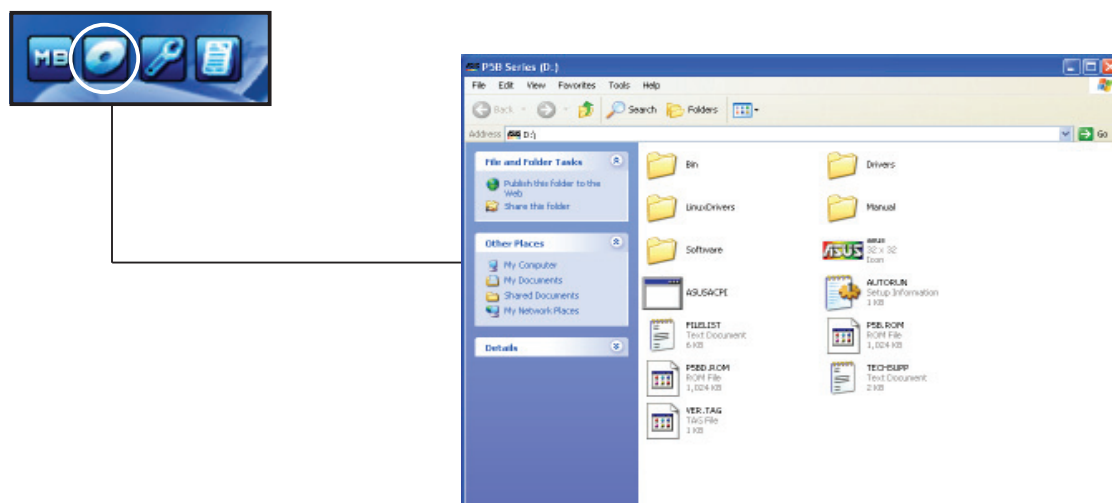 MB
P5B Series (D:)
File Edit View Favorites Tools Help
Back Search Folders
Address D:\ Go
File and Folder Tasks
Publish this folder to the
Web
Share this folder
Other Places
My Computer
My Documents
Shared Documents
My Network Places
Details
Bin
Drivers
LinuxDrivers
Manual
Software
ASUS
asus
32 x 32
Icon
ASUSACPI
AUTORUN
Setup Information
1 KB
FILELIST
Text Document
6 KB
P5B.ROM
ROM File
1,024 KB
P5BD.ROM
ROM File
1,024 KB
TECHSUPP
Text Document
2 KB
VER.TAG
TAG File
1 KB